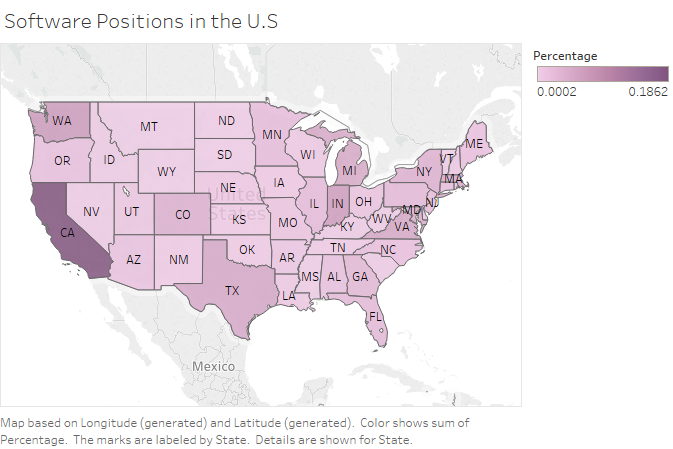 Software Positions in the U.S
Percentage
0.0002 0.1862
WA
MT
ND
MN
ME
OR
ID
SD
WI
VT
WY
MI
NY
MA
NE
IA
United
States
NV
UT
CO
KS
MO
IL
IN
OH
NJ
MD
WV
VA
KY
CA
AZ
NM
OK
AR
TN
NC
TX
MS
AL
GA
LA
FL
Mexico
Map based on Longitude (generated) and Latitude (generated). Color shows sum of
Percentage. The marks are labeled by State. Details are shown for State.